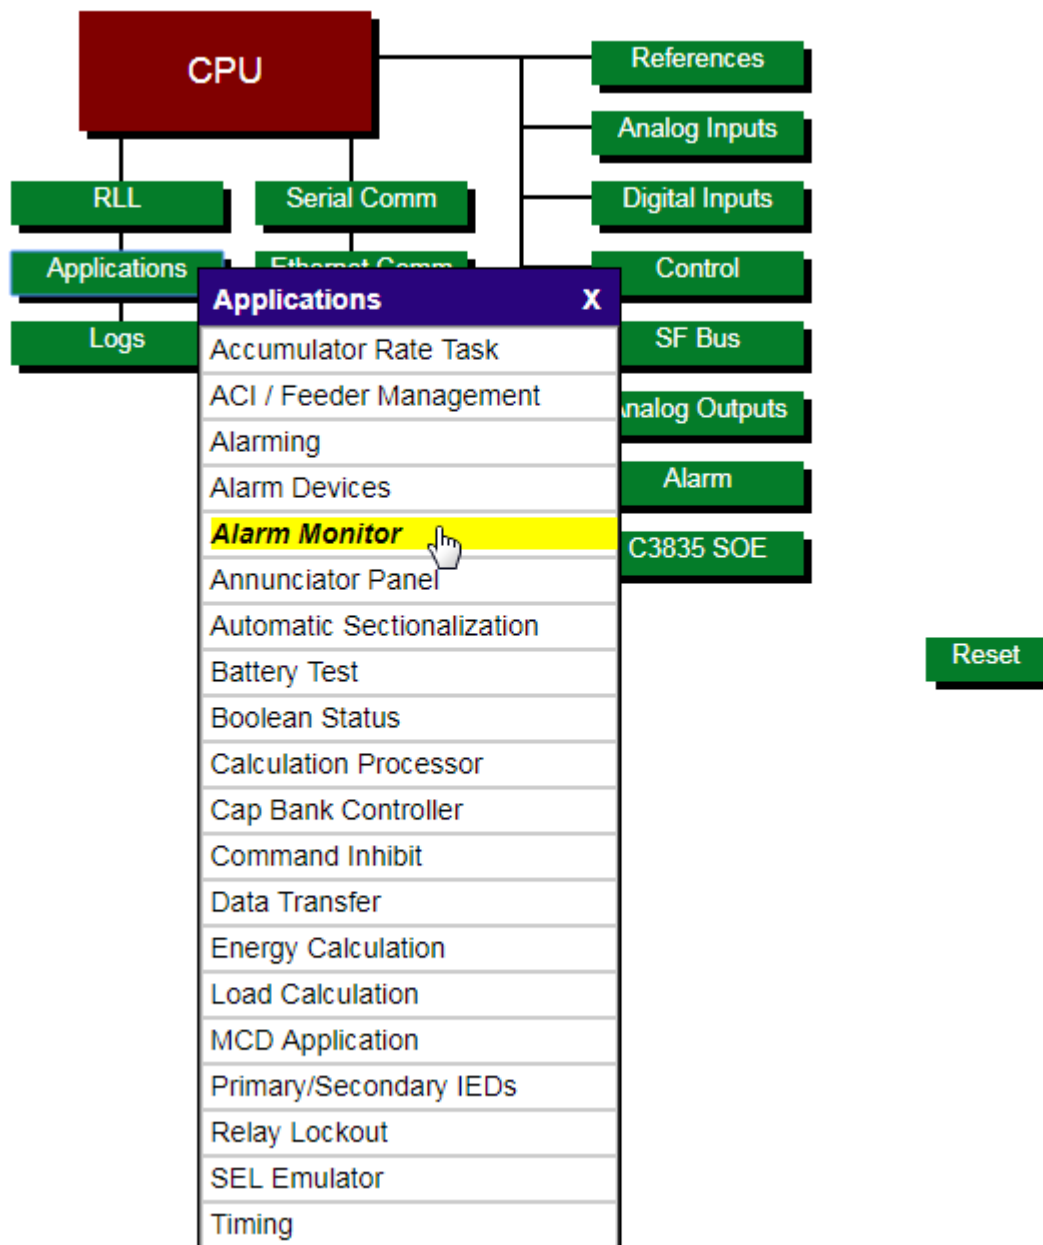 CPU
References
Analog Inputs
RLL
Serial Comm
Digital Inputs
Applications
Ethernet Comm
Control
Applications X
Logs
SF Bus
Accumulator Rate Task
ACI / Feeder Management
nalog Outputs
Alarming
Alarm Devices
Alarm
Alarm Monitor
C3835 SOE
Annunciator Panel
Automatic Sectionalization
Reset
Battery Test
Boolean Status
Calculation Processor
Cap Bank Controller
Command Inhibit
Data Transfer
Energy Calculation
Load Calculation
MCD Application
Primary/Secondary IEDs
Relay Lockout
SEL Emulator
Timing